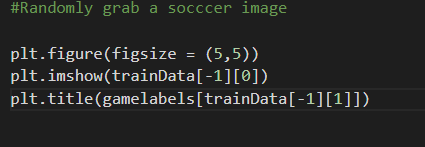 #Randomly grab a socccer image
plt.figure(figsize = (5,5))
plt.imshow(trainData[-1][0])
plt.title(gamelabels[trainData[-1][1]])